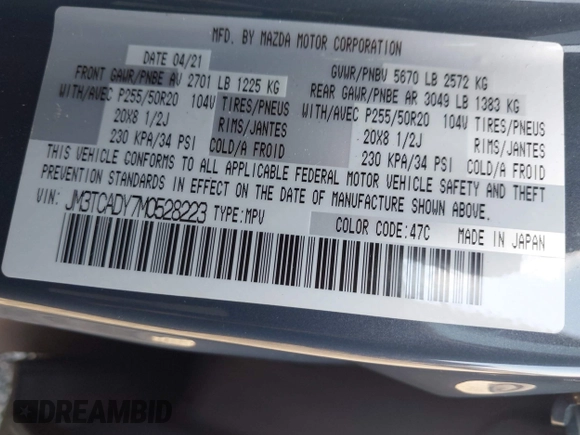 MFD. BY MAZDA MOTOR CORPORATION
DATE 04/21 GVWR/PNBV 5670 LB 2572 KG
FRONT GAWR/PNBE AV 2701 LB 1225 KG REAR GAWR/PNBE AR 3049 LB 1383 KG
WITH/AVEC P255/50R20 104V TIRES/PNEUS WITH/AVEC P255/50R20 104V TIRES/PNEUS
20X8 1/2J RIMS/JANTES 20X8 1/2J RIMS/JANTES
230 KPA/34 PSI COLD/A FROID 230 KPA/34 PSI COLD/A FROID
THIS VEHICLE CONFORMS TO ALL APPLICABLE FEDERAL MOTOR VEHICLE SAFETY AND THEFT
PREVENTION STANDARDS IN EFFECT ON THE DATE OF MANUFACTURE SHOWN ABOVE.
VIN: JM3TCADY7M0528223 TYPE:MPV COLOR CODE:47C MADE IN JAPAN
DREAMBID